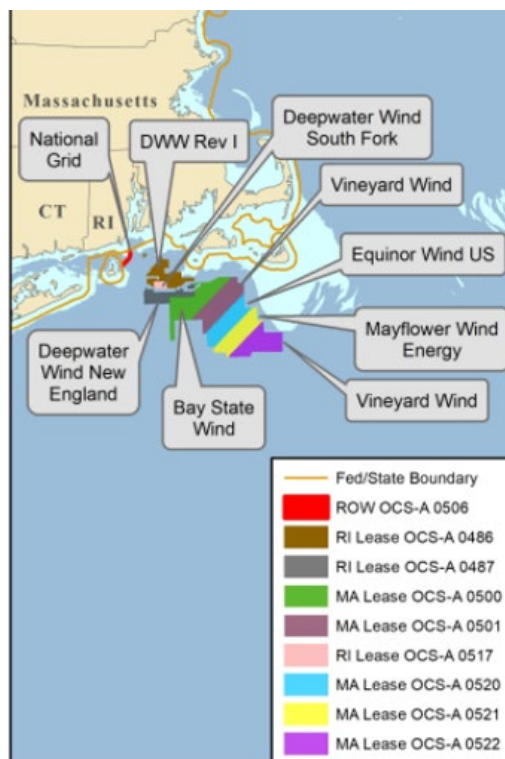 Massachusetts
National
Grid
DWW Rev I
Deepwater Wind
South Fork
Vineyard Wind
CT
RI
Equinor Wind US
Mayflower Wind
Energy
Deepwater
Wind New
England
Bay State
Wind
Vineyard Wind
Fed/State Boundary
ROW OCS-A 0506
RI Lease OCS-A 0486
RI Lease OCS-A 0487
MA Lease OCS-A 0500
MA Lease OCS-A 0501
RI Lease OCS-A 0517
MA Lease OCS-A 0520
MA Lease OCS-A 0521
MA Lease OCS-A 0522